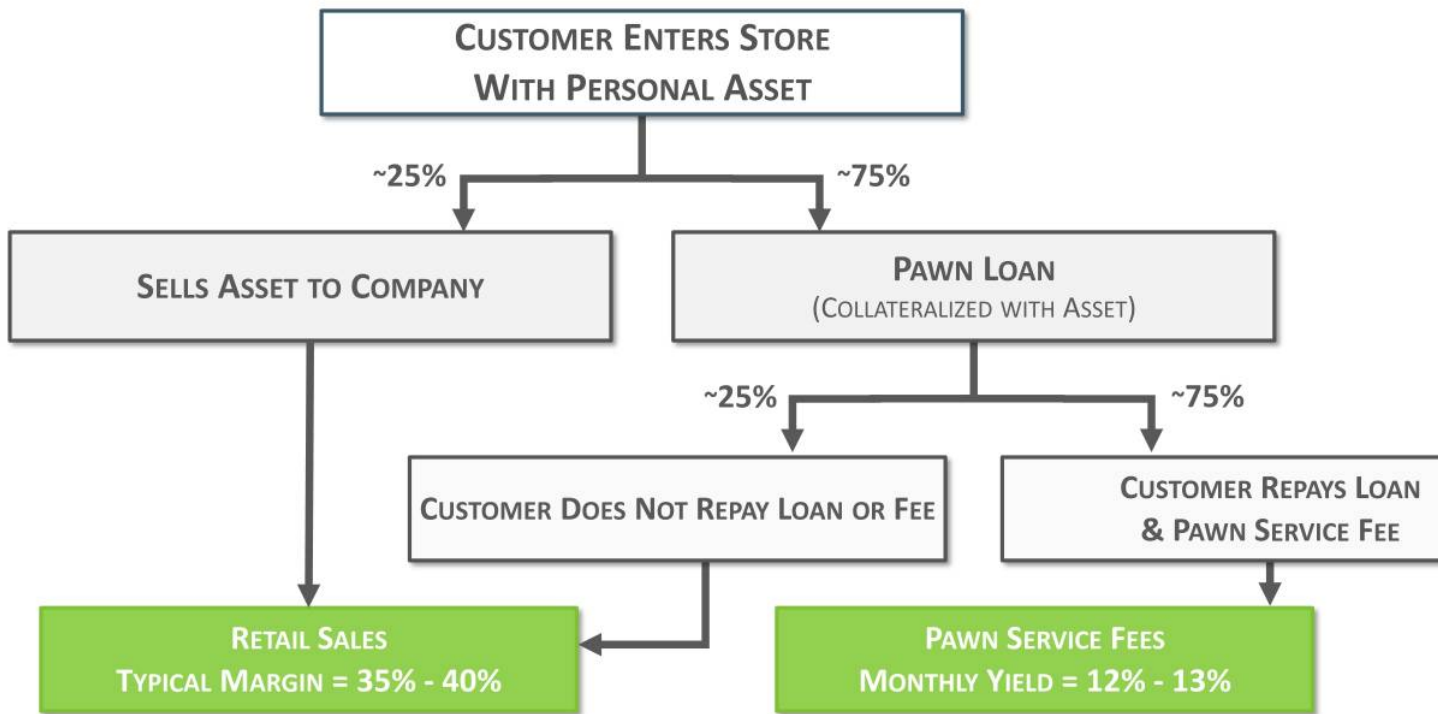 CUSTOMER ENTERS STORE
WITH PERSONAL ASSET
~25%
~75%
SELLS ASSET TO COMPANY
PAWN LOAN
(COLLATERALIZED WITH ASSET)
~25%
~75%
CUSTOMER DOES NOT REPAY LOAN OR FEE
CUSTOMER REPAYS LOAN
& PAWN SERVICE FEE
RETAIL SALES
TYPICAL MARGIN = 35% - 40%
PAWN SERVICE FEES
MONTHLY YIELD = 12% - 13%